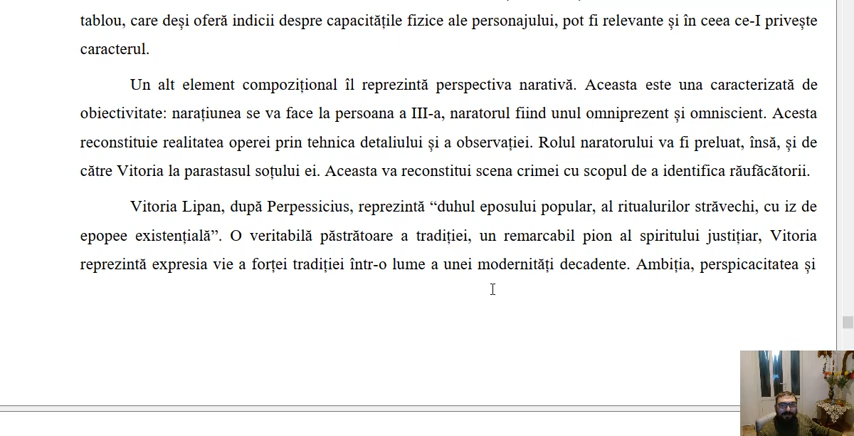 tablou, care deși oferă indicii despre capacitățile fizice ale personajului, pot fi relevante și în ceea ce-I privește
caracterul.
Un alt element compozițional îl reprezintă perspectiva narativă. Aceasta este una caracterizată de
obiectivitate: narațiunea se va face la persoana a III-a, naratorul fiind unul omniprezent și omniscient. Acesta
reconstituie realitatea operei prin tehnica detaliului și a observației. Rolul naratorului va fi preluat, însă, și de
către Vitoria la parastasul soțului ei. Aceasta va reconstitui scena crimei cu scopul de a identifica răufăcătorii.
Vitoria Lipan, după Perpessicius, reprezintă “duhul eposului popular, al ritualurilor străvechi, cu iz de
epopee existențială”. O veritabilă păstrătoare a tradiției, un remarcabil pion al spiritului justițiar, Vitoria
reprezintă expresia vie a forței tradiției într-o lume a unei modernități decadente. Ambiția, perspicacitatea și